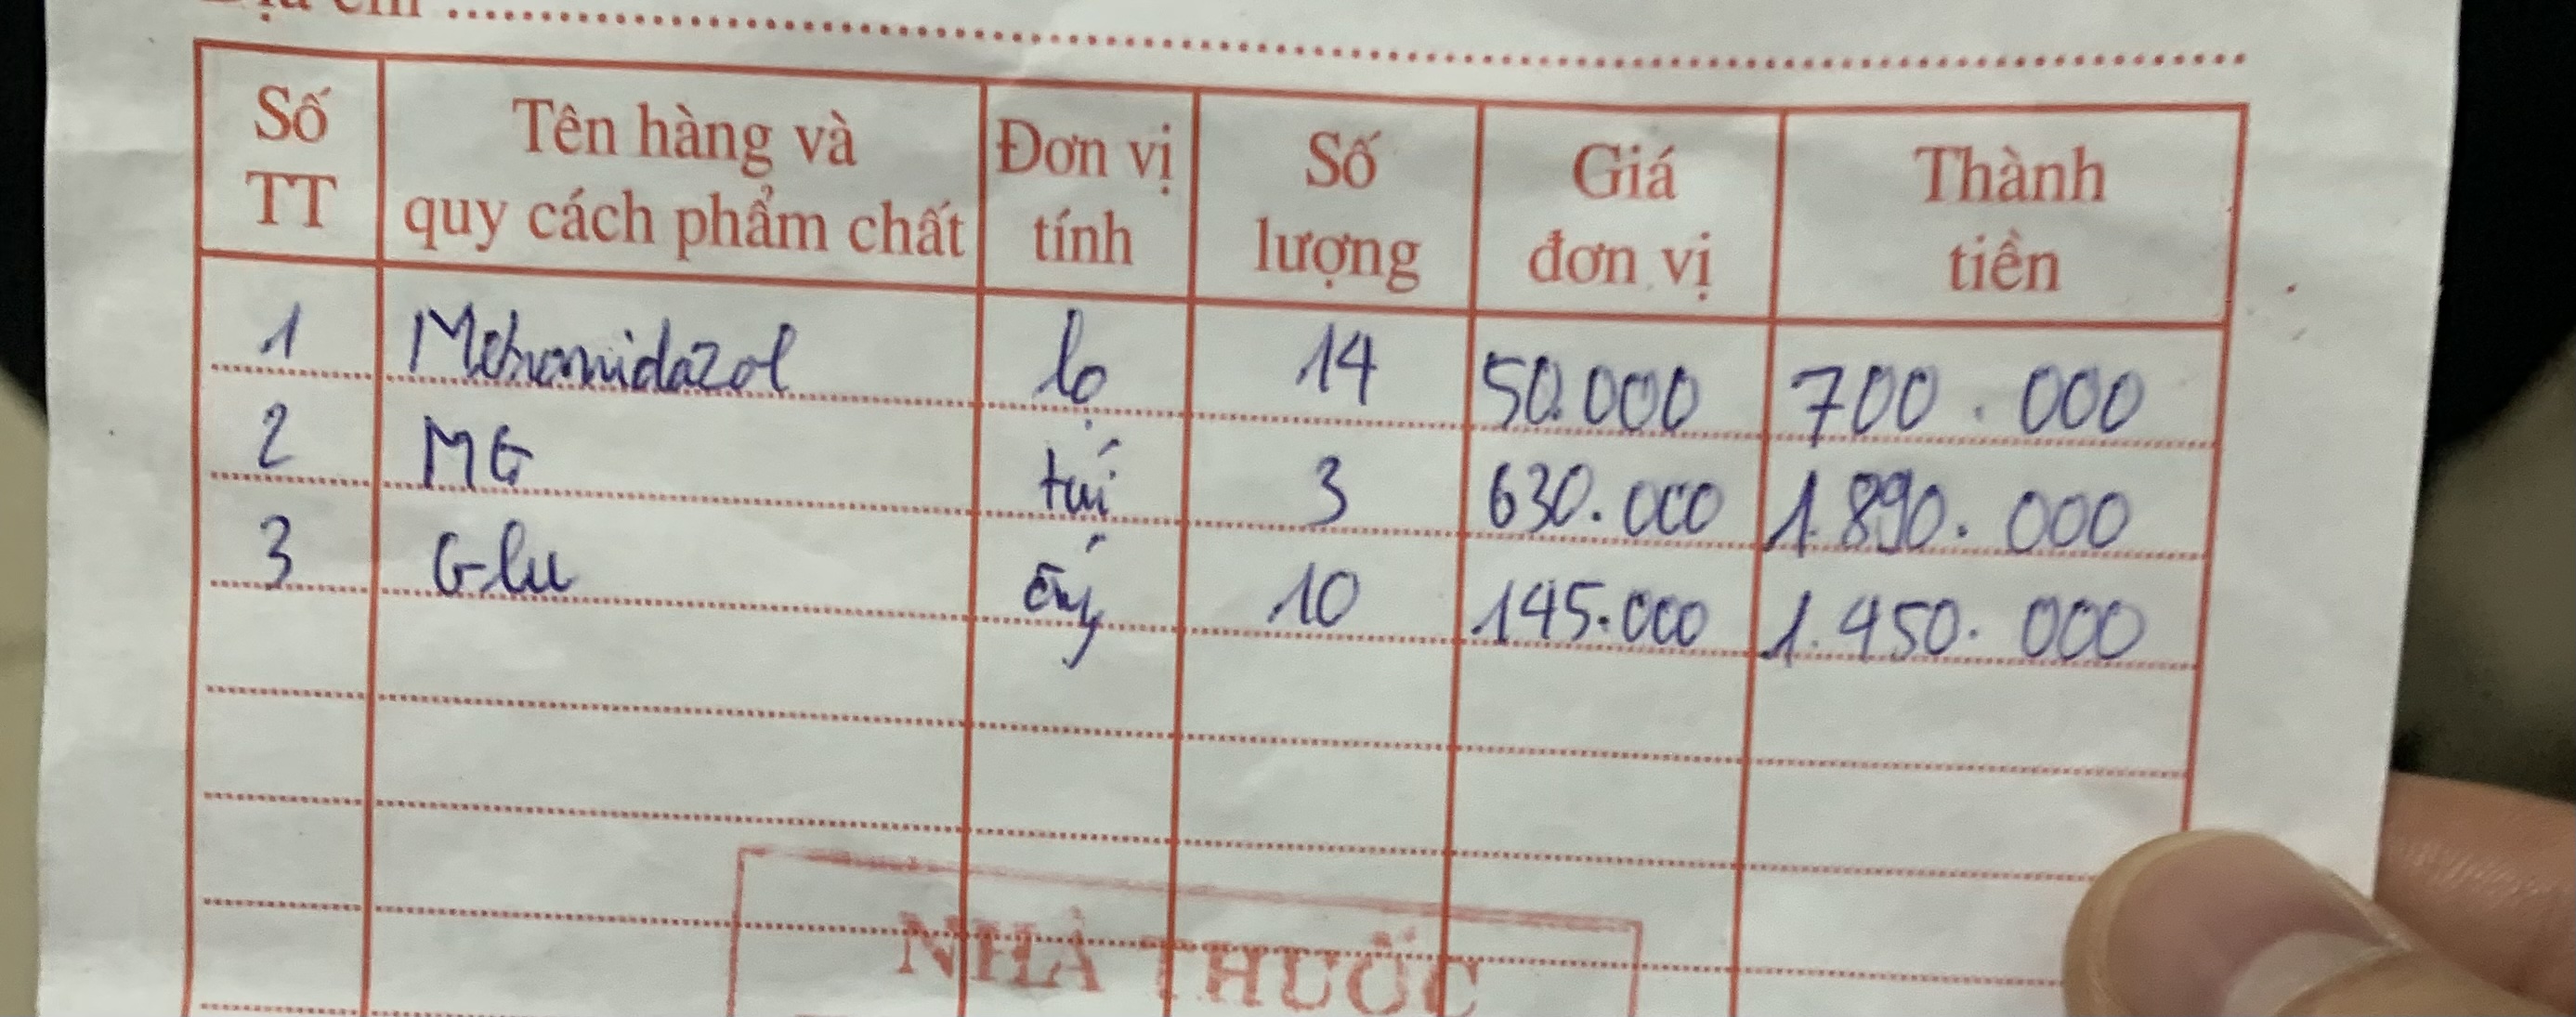 Địa chỉ
Số TT | Tên hàng và quy cách phẩm chất | Đơn vị tính | Số lượng | Giá đơn vị | Thành tiền
1 | Metronidazol | lọ | 14 | 50.000 | 700.000
2 | MG | túi | 3 | 630.000 | 1.890.000
3 | Glu | | 10 | 145.000 | 1.450.000
NHÀ THUỐC